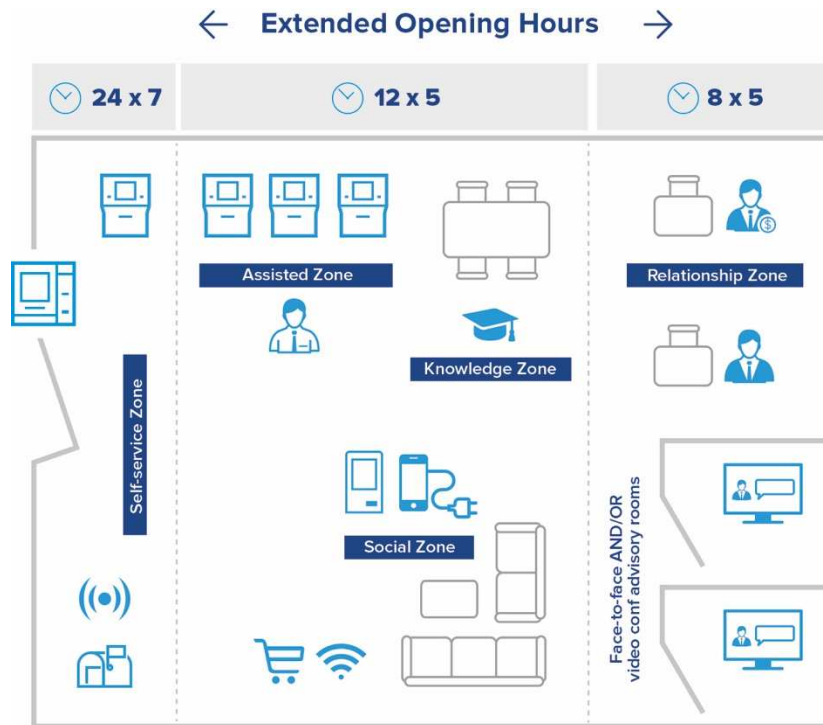 Extended Opening Hours
24 x 7
12 x 5
8 x 5
Assisted Zone
Relationship Zone
$
Knowledge Zone
Self-service Zone
Social Zone
Face-to-face AND/OR
video conf advisory rooms